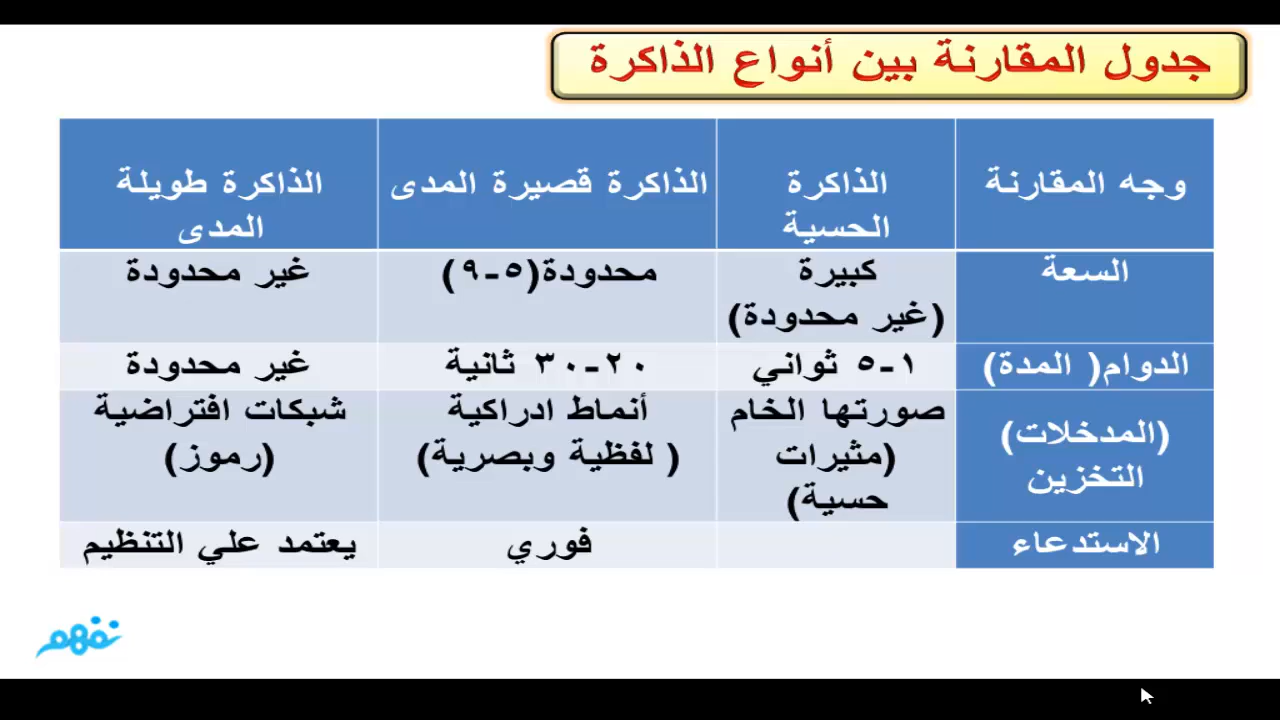 جدول المقارنة بين أنواع الذاكرة
وجه المقارنة
الذاكرة
الحسية
الذاكرة قصيرة المدى
الذاكرة طويلة
المدى
السعة
كبيرة
(غير محدودة)
محدودة(٥-٩)
غير محدودة
الدوام( المدة)
١-٥ ثواني
٢٠-٣٠ ثانية
غير محدودة
(المدخلات)
التخزين
صورتها الخام
(مثيرات
حسية)
أنماط ادراكية
( لفظية وبصرية)
شبكات افتراضية
(رموز)
الاستدعاء
فوري
يعتمد علي التنظيم
نفهم